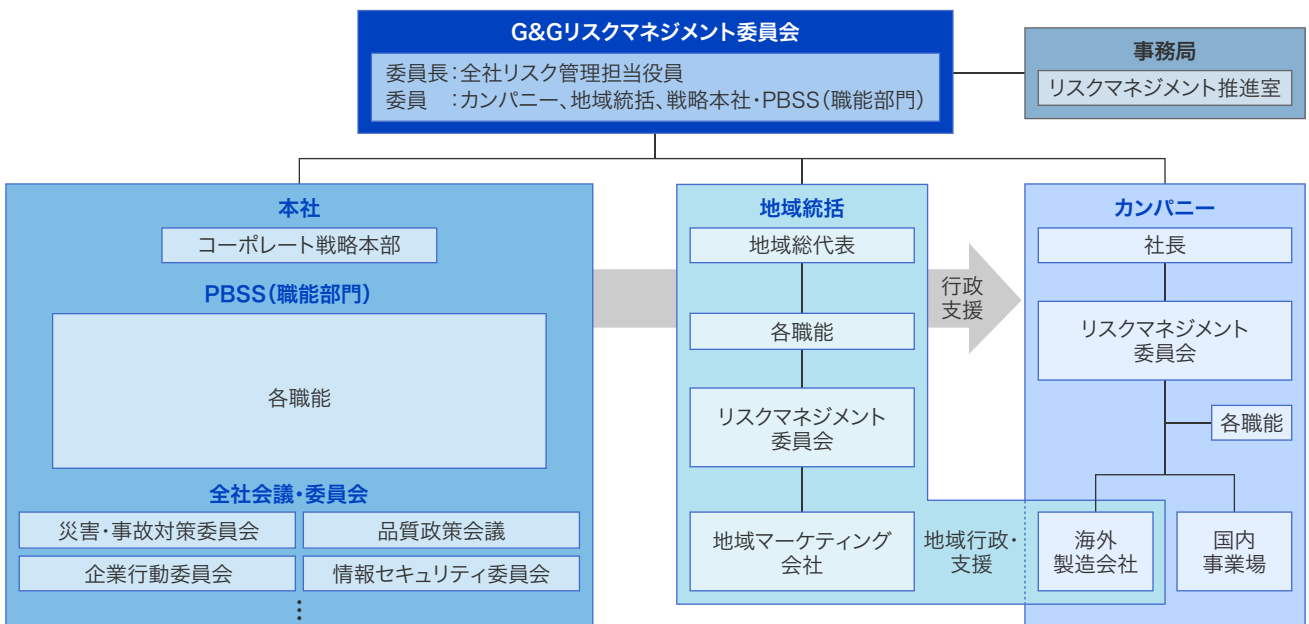 G&Gリスクマネジメント委員会
委員長:全社リスク管理担当役員
委員 :カンパニー、地域統括、戦略本社・PBSS(職能部門)
事務局
リスクマネジメント推進室
本社
コーポレート戦略本部
PBSS(職能部門)
各職能
全社会議・委員会
災害・事故対策委員会
品質政策会議
企業行動委員会
情報セキュリティ委員会
⋮
地域統括
地域総代表
各職能
リスクマネジメント
委員会
地域マーケティング
会社
行政
支援
地域行政・
支援
カンパニー
社長
リスクマネジメント
委員会
各職能
海外
製造会社
国内
事業場